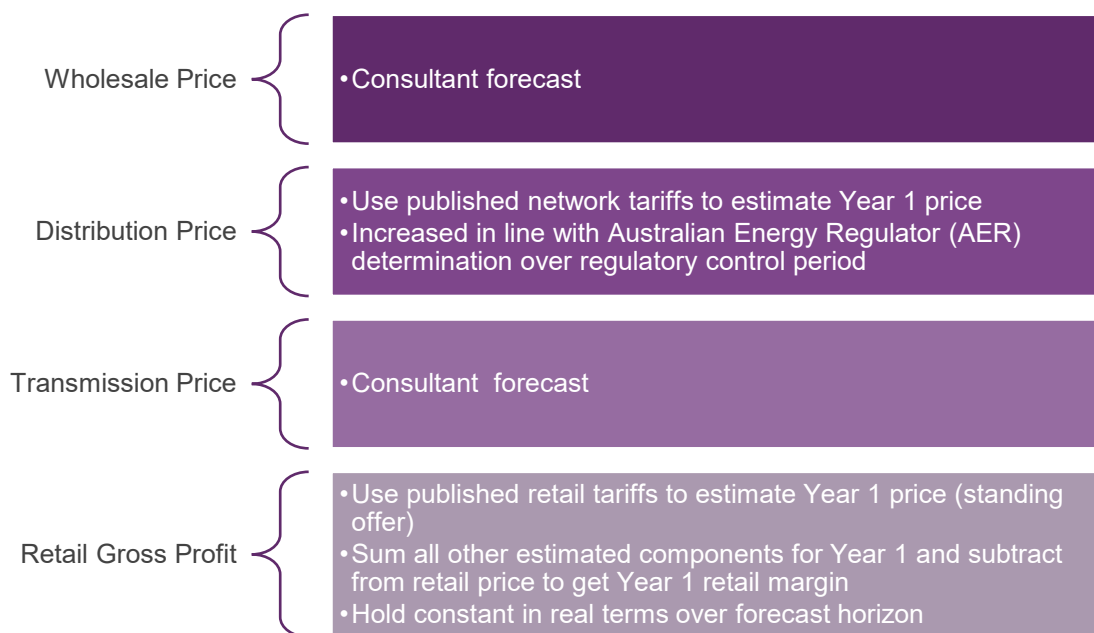 Wholesale Price
•Consultant forecast
Distribution Price
•Use published network tariffs to estimate Year 1 price
•Increased in line with Australian Energy Regulator (AER)
determination over regulatory control period
Transmission Price
•Consultant  forecast
Retail Gross Profit
•Use published retail tariffs to estimate Year 1 price (standing
offer)
•Sum all other estimated components for Year 1 and subtract
from retail price to get Year 1 retail margin
•Hold constant in real terms over forecast horizon